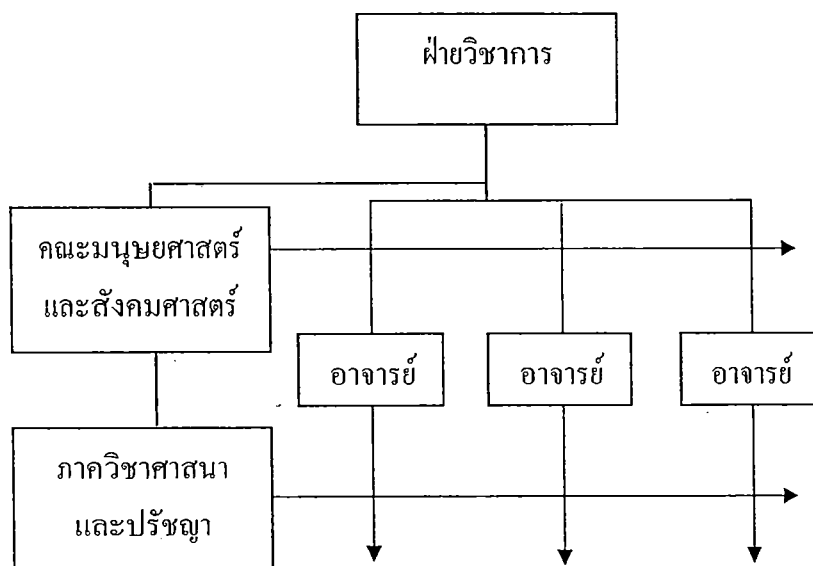 ฝ่ายวิชาการ
คณะมนุษยศาสตร์
และสังคมศาสตร์
อาจารย์ อาจารย์ อาจารย์
ภาควิชาศาสนา
และปรัชญา